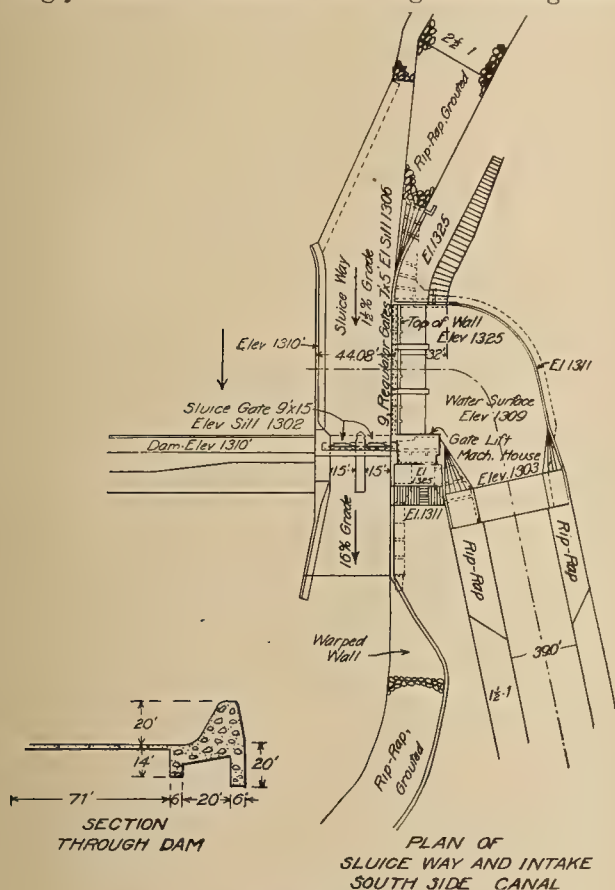 2½ 1
Rip-Rap, Grouted
El. 1325
9, Regulator Gates 7'x5' El Sill 1306
Sluice Way
1½% Grade
Top of Wall
Elev 1325
Elev 1310'
44.08'
32'
El 1311
Sluice Gate 9'x15
Elev Sill 1302
Water Surface
Elev 1309
Gate Lift
Mach. House
Dam-Elev 1310'
15' 15'
El
Elev. 1303
El. 1311
16% Grade
Rip-Rap
Rip-Rap
Warped
Wall
390'
1½-1
Rip-Rap,
Grouted
20'
14'
20'
71' 6' 20' 6'
SECTION
THROUGH DAM
PLAN OF
SLUICE WAY AND INTAKE
SOUTH SIDE CANAL